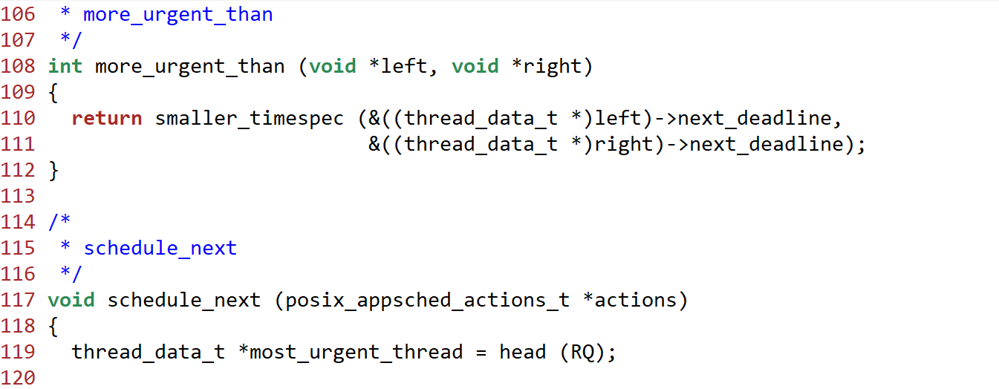 106  * more_urgent_than
107  */
108 int more_urgent_than (void *left, void *right)
109 {
110   return smaller_timespec (&((thread_data_t *)left)->next_deadline,
111                            &((thread_data_t *)right)->next_deadline);
112 }
113
114 /*
115  * schedule_next
116  */
117 void schedule_next (posix_appsched_actions_t *actions)
118 {
119   thread_data_t *most_urgent_thread = head (RQ);
120